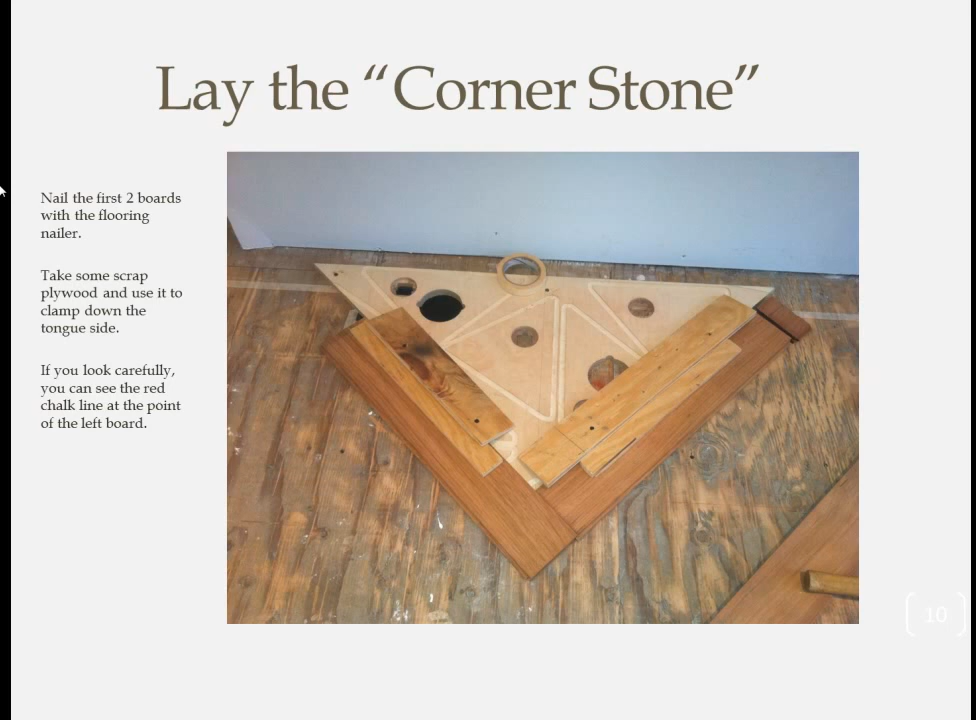 Lay the “Corner Stone”
Nail the first 2 boards
with the flooring
nailer.
Take some scrap
plywood and use it to
clamp down the
tongue side.
If you look carefully,
you can see the red
chalk line at the point
of the left board.
10